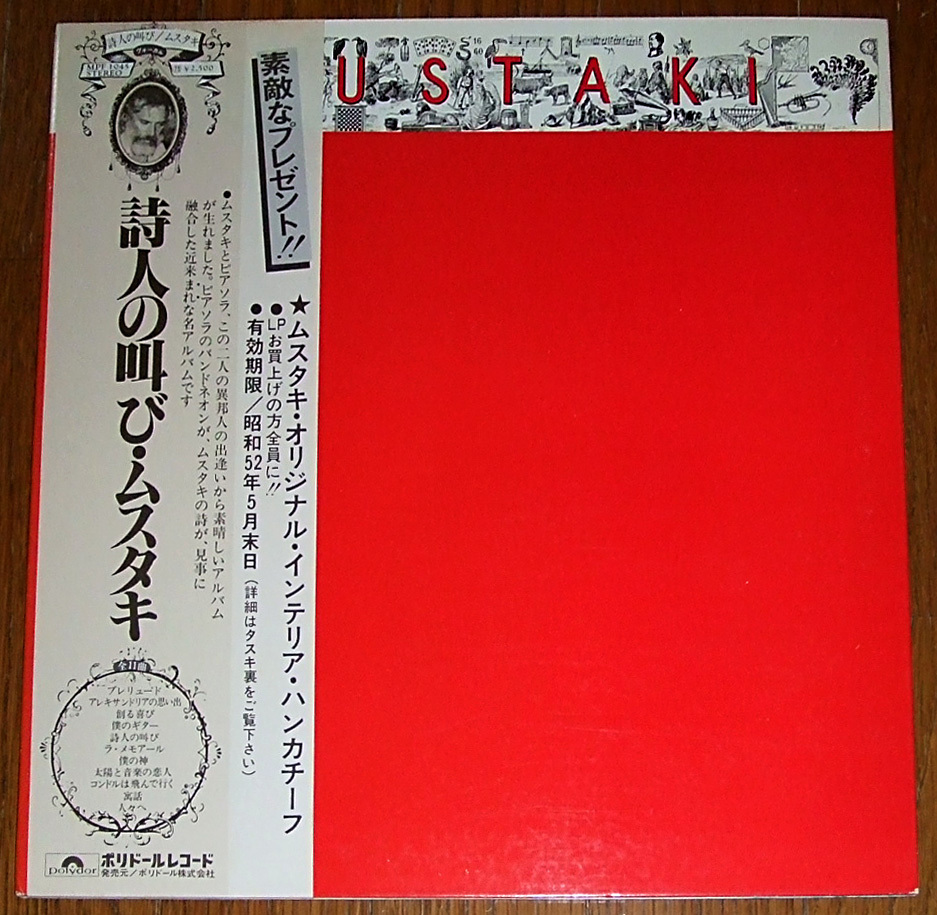 詩人の叫び/ムスタキ
MPF 1045
STEREO
¥2,500
詩人の叫び・ムスタキ
●ムスタキとピアソラ、この二人の異邦人の出逢いから素晴しいアルバム
が生れました。ピアソラのバンドネオンが、ムスタキの詩が、見事に
融合した近来まれな名アルバムです
全11曲
プレリュード
アレキサンドリアの思い出
創る喜び
僕のギター
詩人の叫び
ラ・メモアール
僕の神
太陽と音楽の恋人
コンドルは飛んで行く
寓話
人々へ
polydor
ポリドールレコード
発売元/ポリドール株式会社
素敵なプレゼント!!
★ムスタキ・オリジナル・インテリア・ハンカチーフ
●LPお買上げの方全員に!!
●有効期限/昭和52年5月末日(詳細はタスキ裏をご覧下さい)
USTAKI
16
60